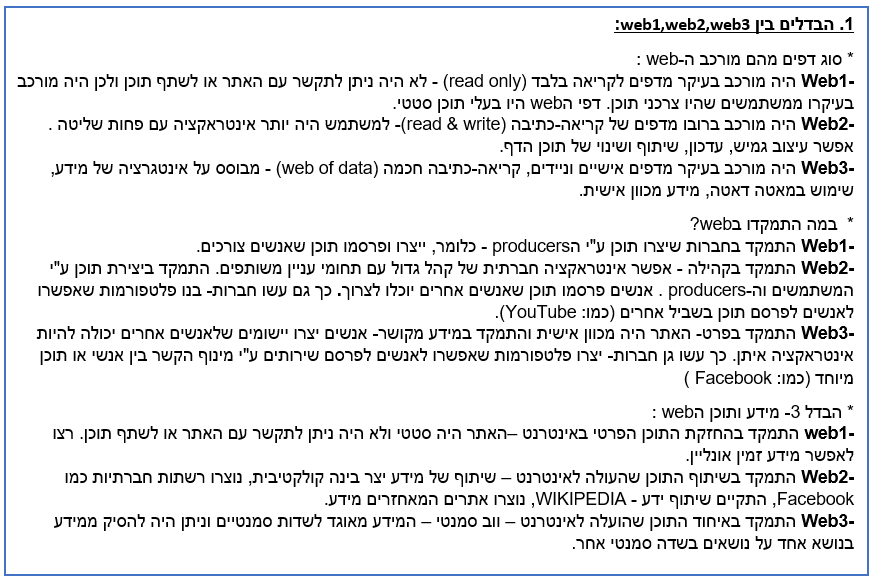 1. הבדלים בין web1,web2,web3:
* סוג דפים מהם מורכב ה-web :
-Web1 היה מורכב בעיקר מדפים לקריאה בלבד (read only) - לא היה ניתן לתקשר עם האתר או לשתף תוכן ולכן היה מורכב
בעיקרו ממשתמשים שהיו צרכני תוכן. דפי הweb היו בעלי תוכן סטטי.
-Web2 היה מורכב ברובו מדפים של קריאה-כתיבה (read & write)- למשתמש היה יותר אינטראקציה עם פחות שליטה .
אפשר עיצוב גמיש, עדכון, שיתוף ושינוי של תוכן הדף.
-Web3 היה מורכב בעיקר מדפים אישיים וניידים, קריאה-כתיבה חכמה (web of data) - מבוסס על אינטגרציה של מידע,
שימוש במאטה דאטה, מידע מכוון אישית.
* במה התמקדו בweb?
-Web1 התמקד בחברות שיצרו תוכן ע"י הproducers - כלומר, ייצרו ופרסמו תוכן שאנשים צורכים.
-Web2 התמקד בקהילה - אפשר אינטראקציה חברתית של קהל גדול עם תחומי עניין משותפים. התמקד ביצירת תוכן ע"י
המשתמשים וה-producers . אנשים פרסמו תוכן שאנשים אחרים יוכלו לצרוך. כך גם עשו חברות- בנו פלטפורמות שאפשרו
לאנשים לפרסם תוכן בשביל אחרים (כמו: YouTube).
-Web3 התמקד בפרט- האתר היה מכוון אישית והתמקד במידע מקושר- אנשים יצרו יישומים שלאנשים אחרים יכולה להיות
אינטראקציה איתן. כך עשו גן חברות- יצרו פלטפורמות שאפשרו לאנשים לפרסם שירותים ע"י מינוף הקשר בין אנשי או תוכן
מיוחד (כמו: Facebook )
* הבדל 3- מידע ותוכן הweb :
-web1 התמקד בהחזקת התוכן הפרטי באינטרנט –האתר היה סטטי ולא היה ניתן לתקשר עם האתר או לשתף תוכן. רצו
לאפשר מידע זמין אונליין.
-Web2 התמקד בשיתוף התוכן שהעולה לאינטרנט – שיתוף של מידע יצר בינה קולקטיבית, נוצרו רשתות חברתיות כמו
Facebook, התקיים שיתוף ידע - WIKIPEDIA, נוצרו אתרים המאחזרים מידע.
-Web3 התמקד באיחוד התוכן שהועלה לאינטרנט – ווב סמנטי – המידע מאוגד לשדות סמנטיים וניתן היה להסיק ממידע
בנושא אחד על נושאים בשדה סמנטי אחר.